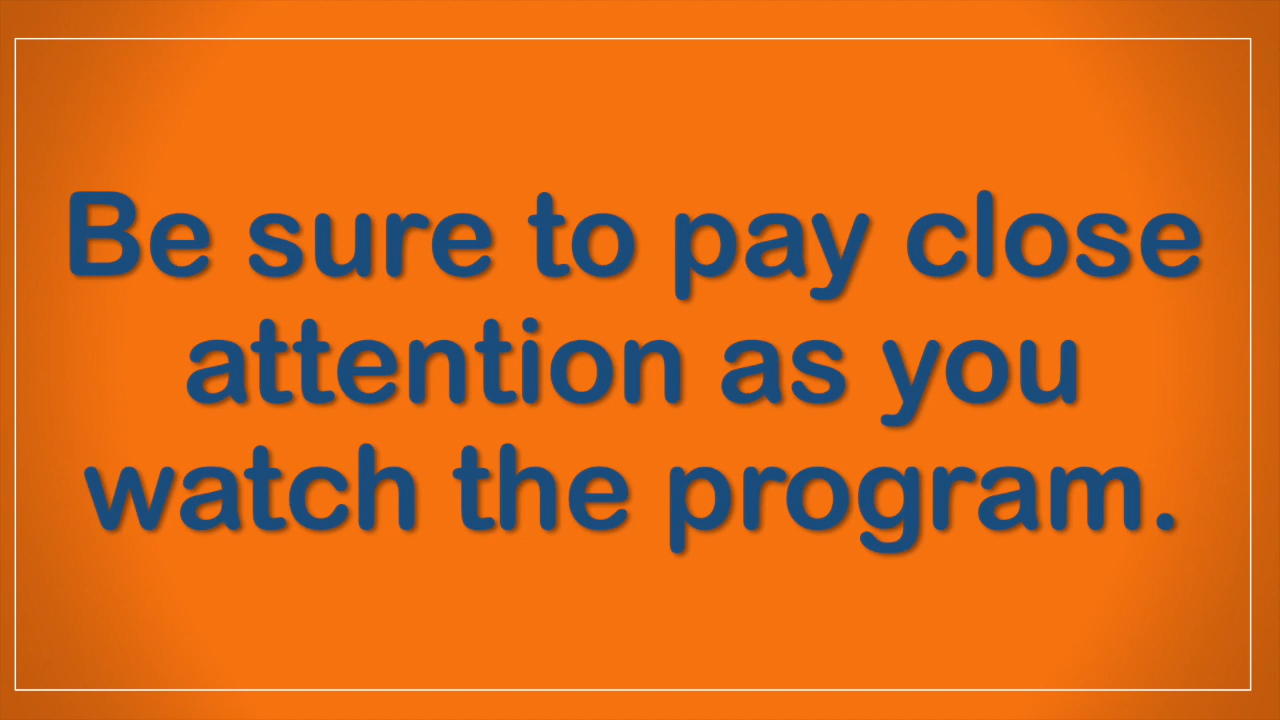 Be sure to pay close
attention as you
watch the program.